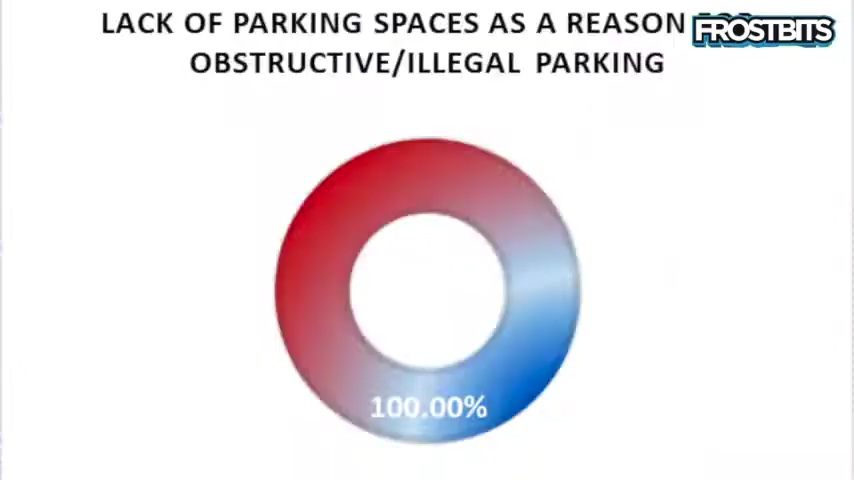 LACK OF PARKING SPACES AS A REASON
FROSTBITS
OBSTRUCTIVE/ILLEGAL PARKING
100.00%